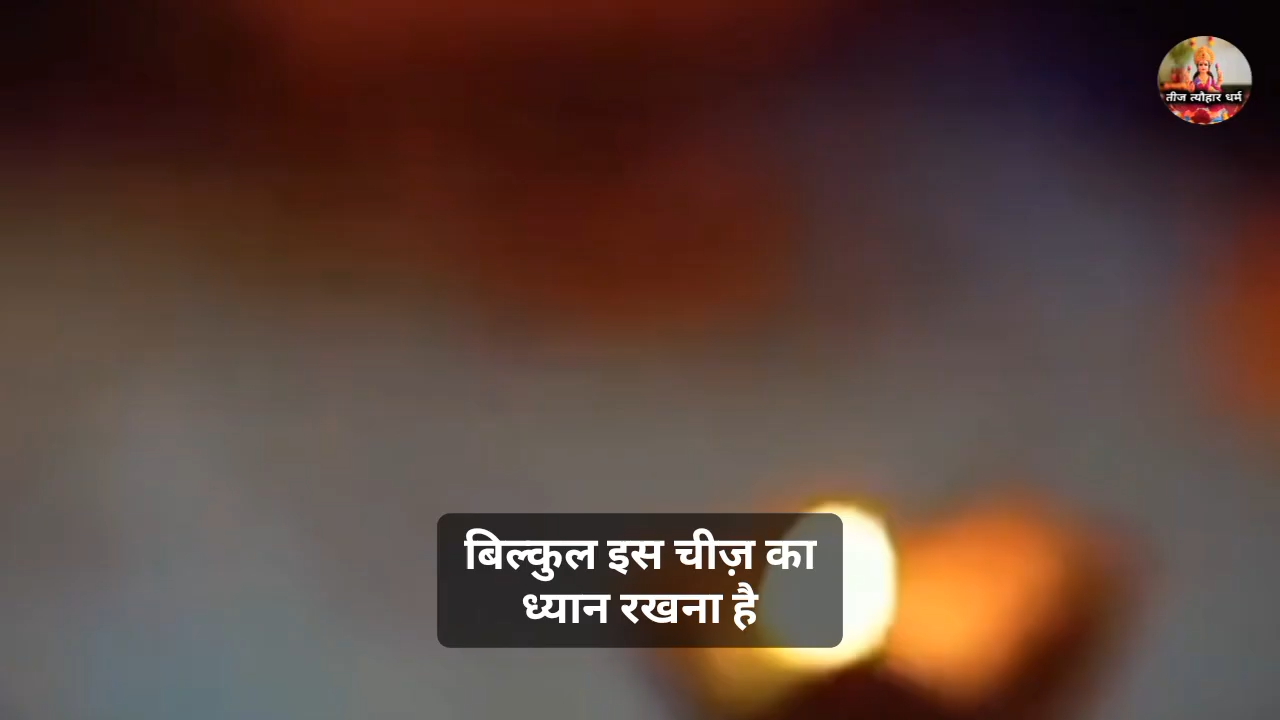 तीज त्यौहार धर्म
बिल्कुल इस चीज़ का
ध्यान रखना है